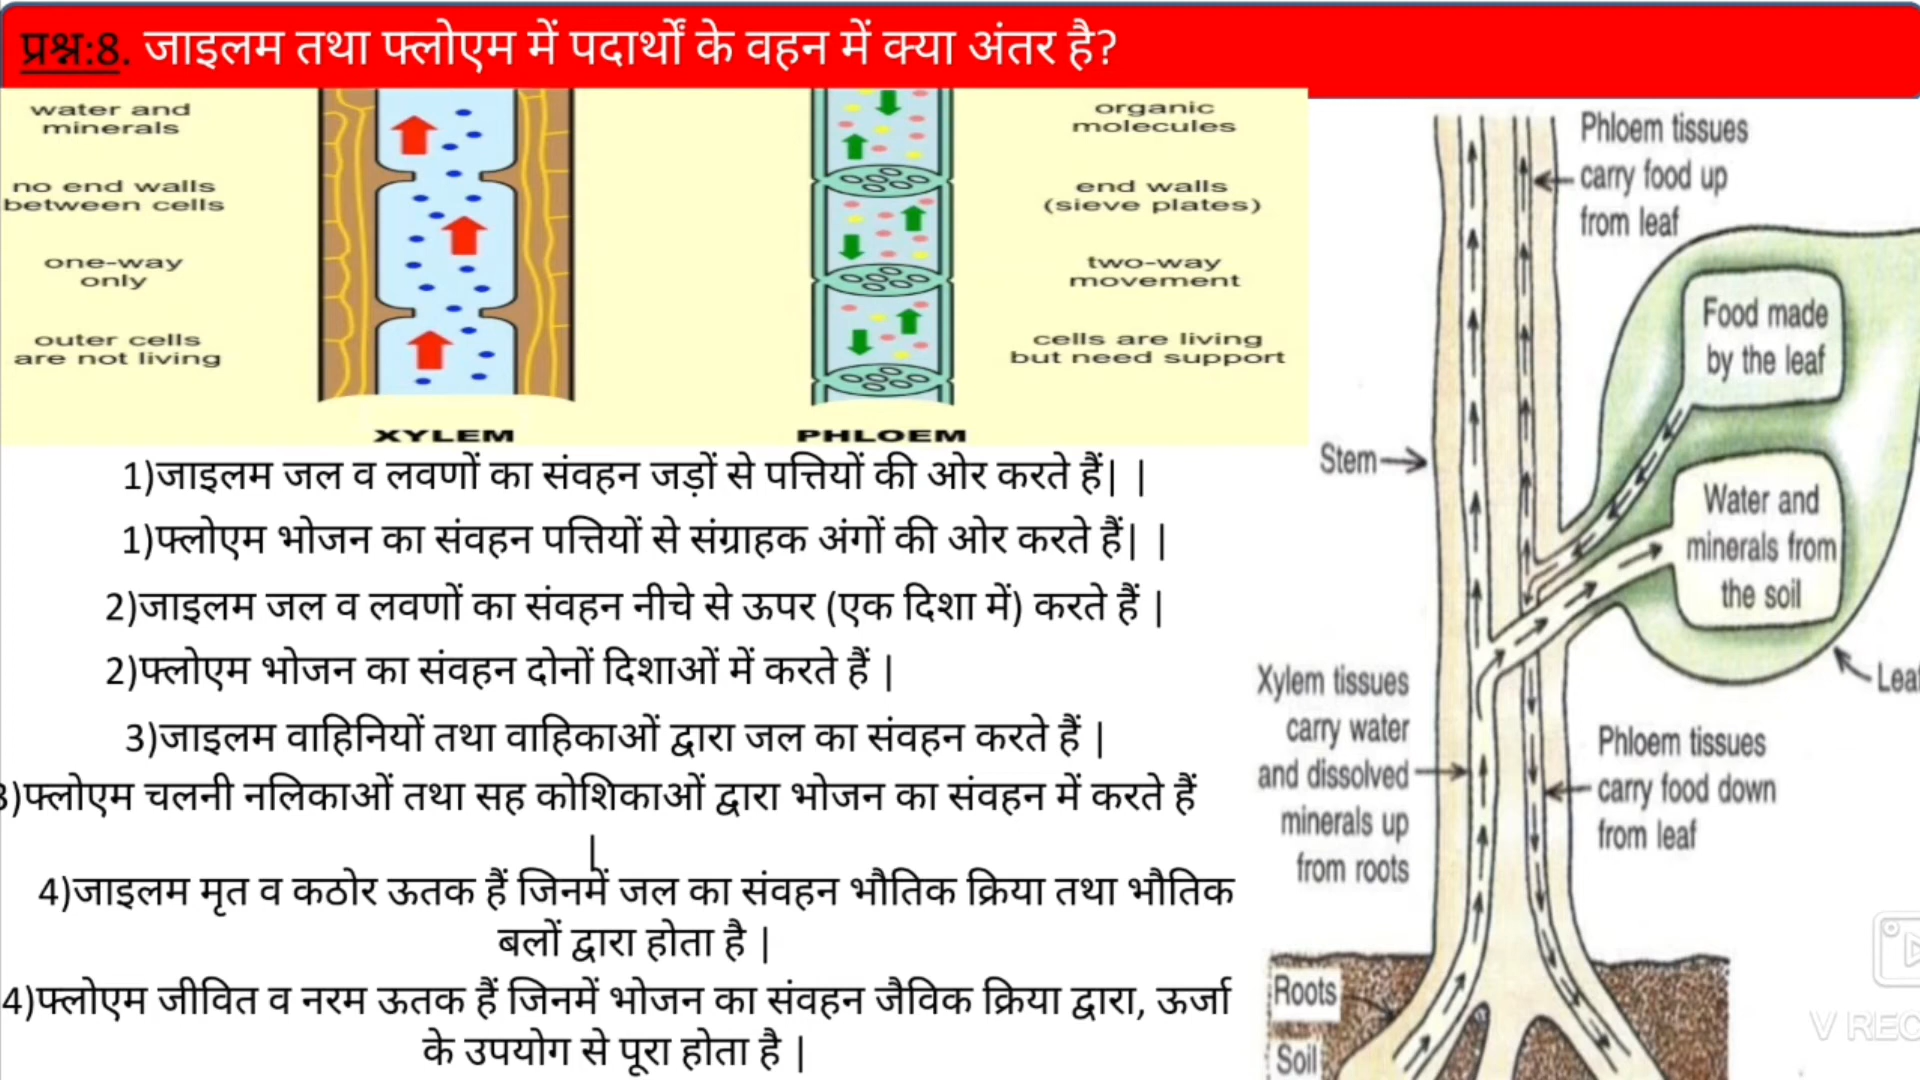 प्रश्न:8. जाइलम तथा फ्लोएम में पदार्थों के वहन में क्या अंतर है?
water and
minerals
no end walls
between cells
one-way
only
outer cells
are not living
XYLEM
organic
molecules
end walls
(sieve plates)
two-way
movement
cells are living
but need support
PHLOEM
1)जाइलम जल व लवणों का संवहन जड़ों से पत्तियों की ओर करते हैं| |
1)फ्लोएम भोजन का संवहन पत्तियों से संग्राहक अंगों की ओर करते हैं| |
2)जाइलम जल व लवणों का संवहन नीचे से ऊपर (एक दिशा में) करते हैं |
2)फ्लोएम भोजन का संवहन दोनों दिशाओं में करते हैं |
3)जाइलम वाहिनियों तथा वाहिकाओं द्वारा जल का संवहन करते हैं |
3)फ्लोएम चलनी नलिकाओं तथा सह कोशिकाओं द्वारा भोजन का संवहन में करते हैं
|
4)जाइलम मृत व कठोर ऊतक हैं जिनमें जल का संवहन भौतिक क्रिया तथा भौतिक
बलों द्वारा होता है |
4)फ्लोएम जीवित व नरम ऊतक हैं जिनमें भोजन का संवहन जैविक क्रिया द्वारा, ऊर्जा
के उपयोग से पूरा होता है |
Phloem tissues
carry food up
from leaf
Food made
by the leaf
Stem
Water and
minerals from
the soil
Leaf
Xylem tissues
carry water
and dissolved
minerals up
from roots
Phloem tissues
carry food down
from leaf
Roots
Soil
V REC